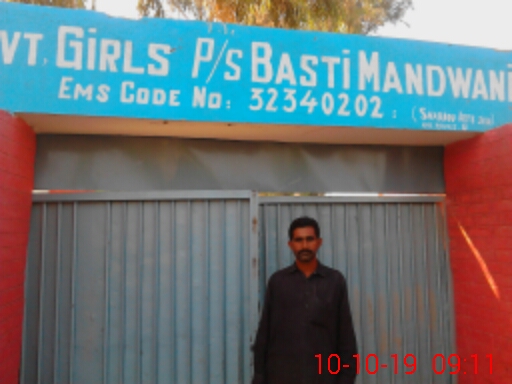 VT. GIRLS P/S BASTI MANDWANI
EMS CODE NO: 32340202 :
10-10-19 09:11